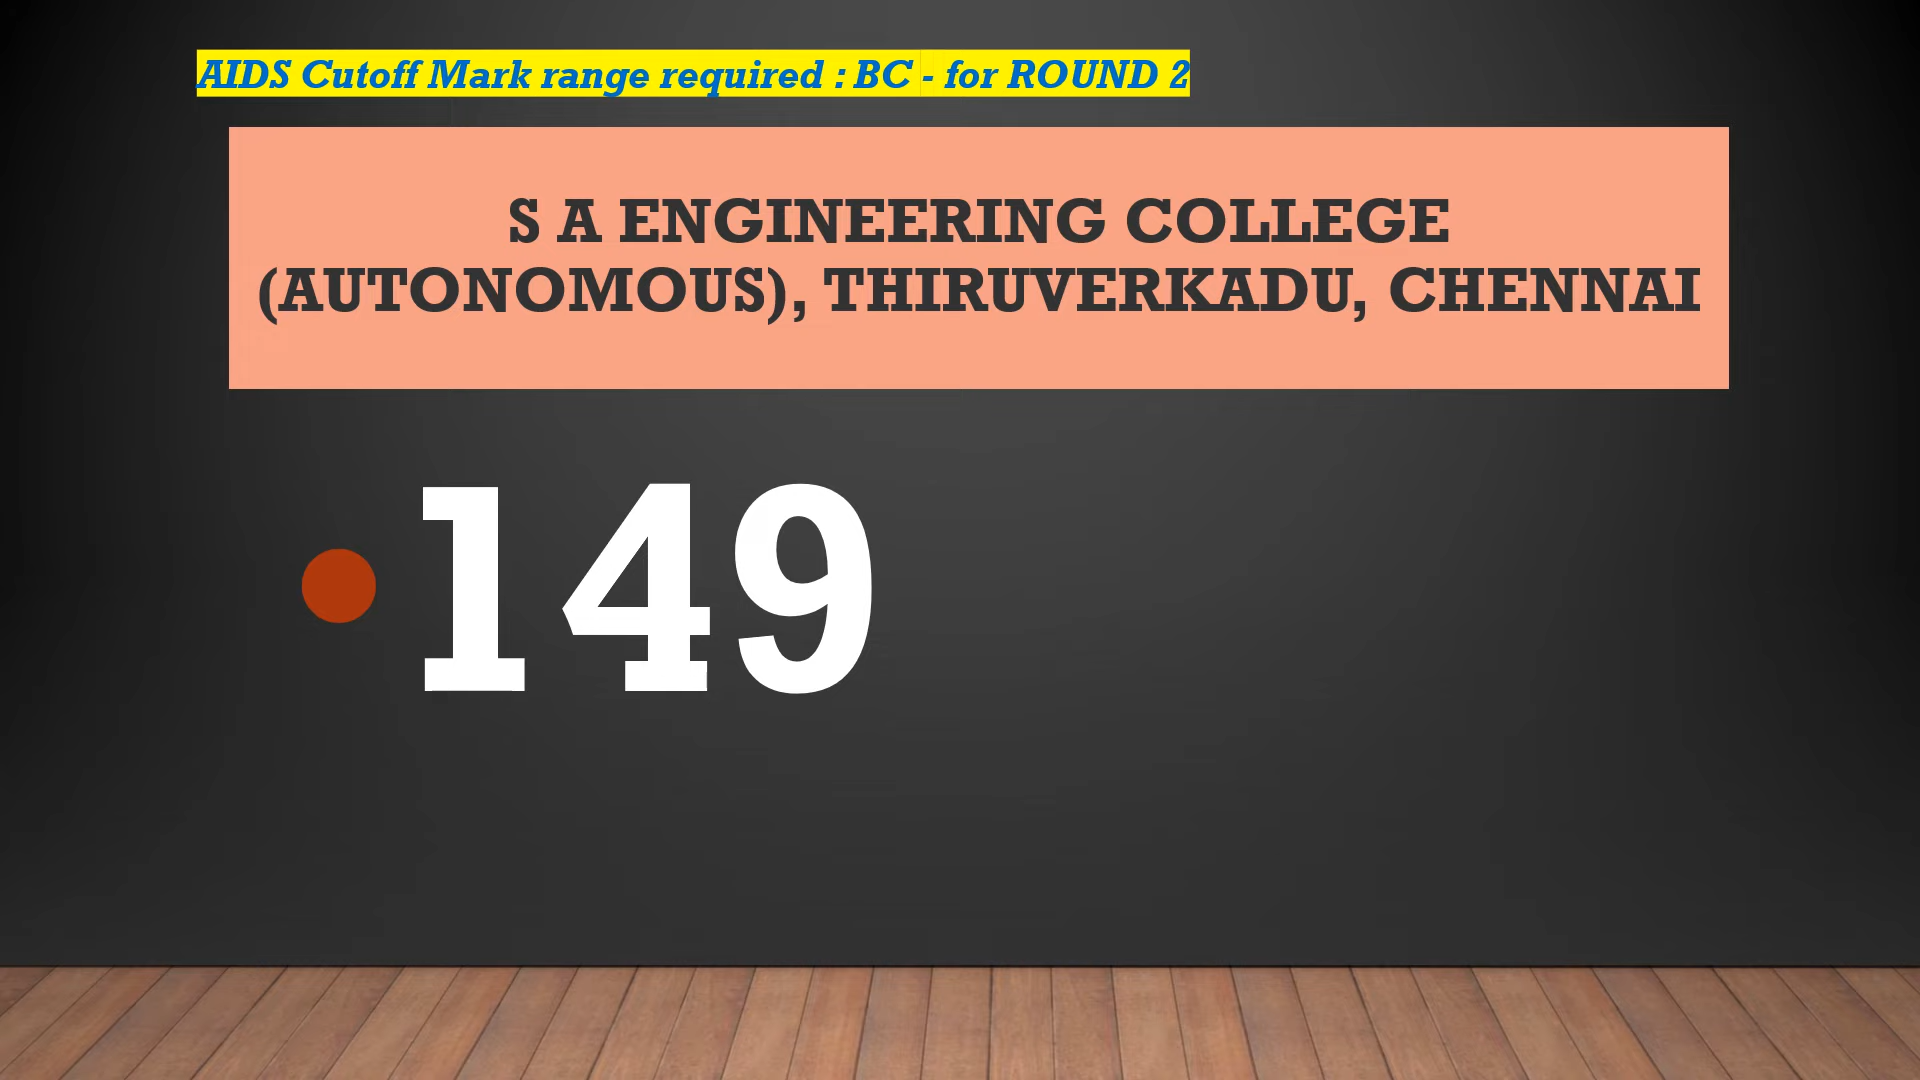 AIDS Cutoff Mark range required : BC - for ROUND 2
S A ENGINEERING COLLEGE
(AUTONOMOUS), THIRUVERKADU, CHENNAI
149